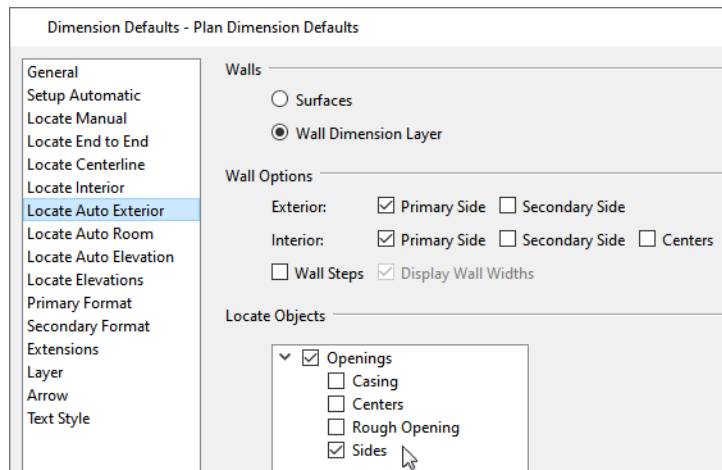 Dimension Defaults - Plan Dimension Defaults
General
Setup Automatic
Locate Manual
Locate End to End
Locate Centerline
Locate Interior
Locate Auto Exterior
Locate Auto Room
Locate Auto Elevation
Locate Elevations
Primary Format
Secondary Format
Extensions
Layer
Arrow
Text Style
Walls
Surfaces
Wall Dimension Layer
Wall Options
Exterior: Primary Side Secondary Side
Interior: Primary Side Secondary Side Centers
Wall Steps Display Wall Widths
Locate Objects
Openings
Casing
Centers
Rough Opening
Sides